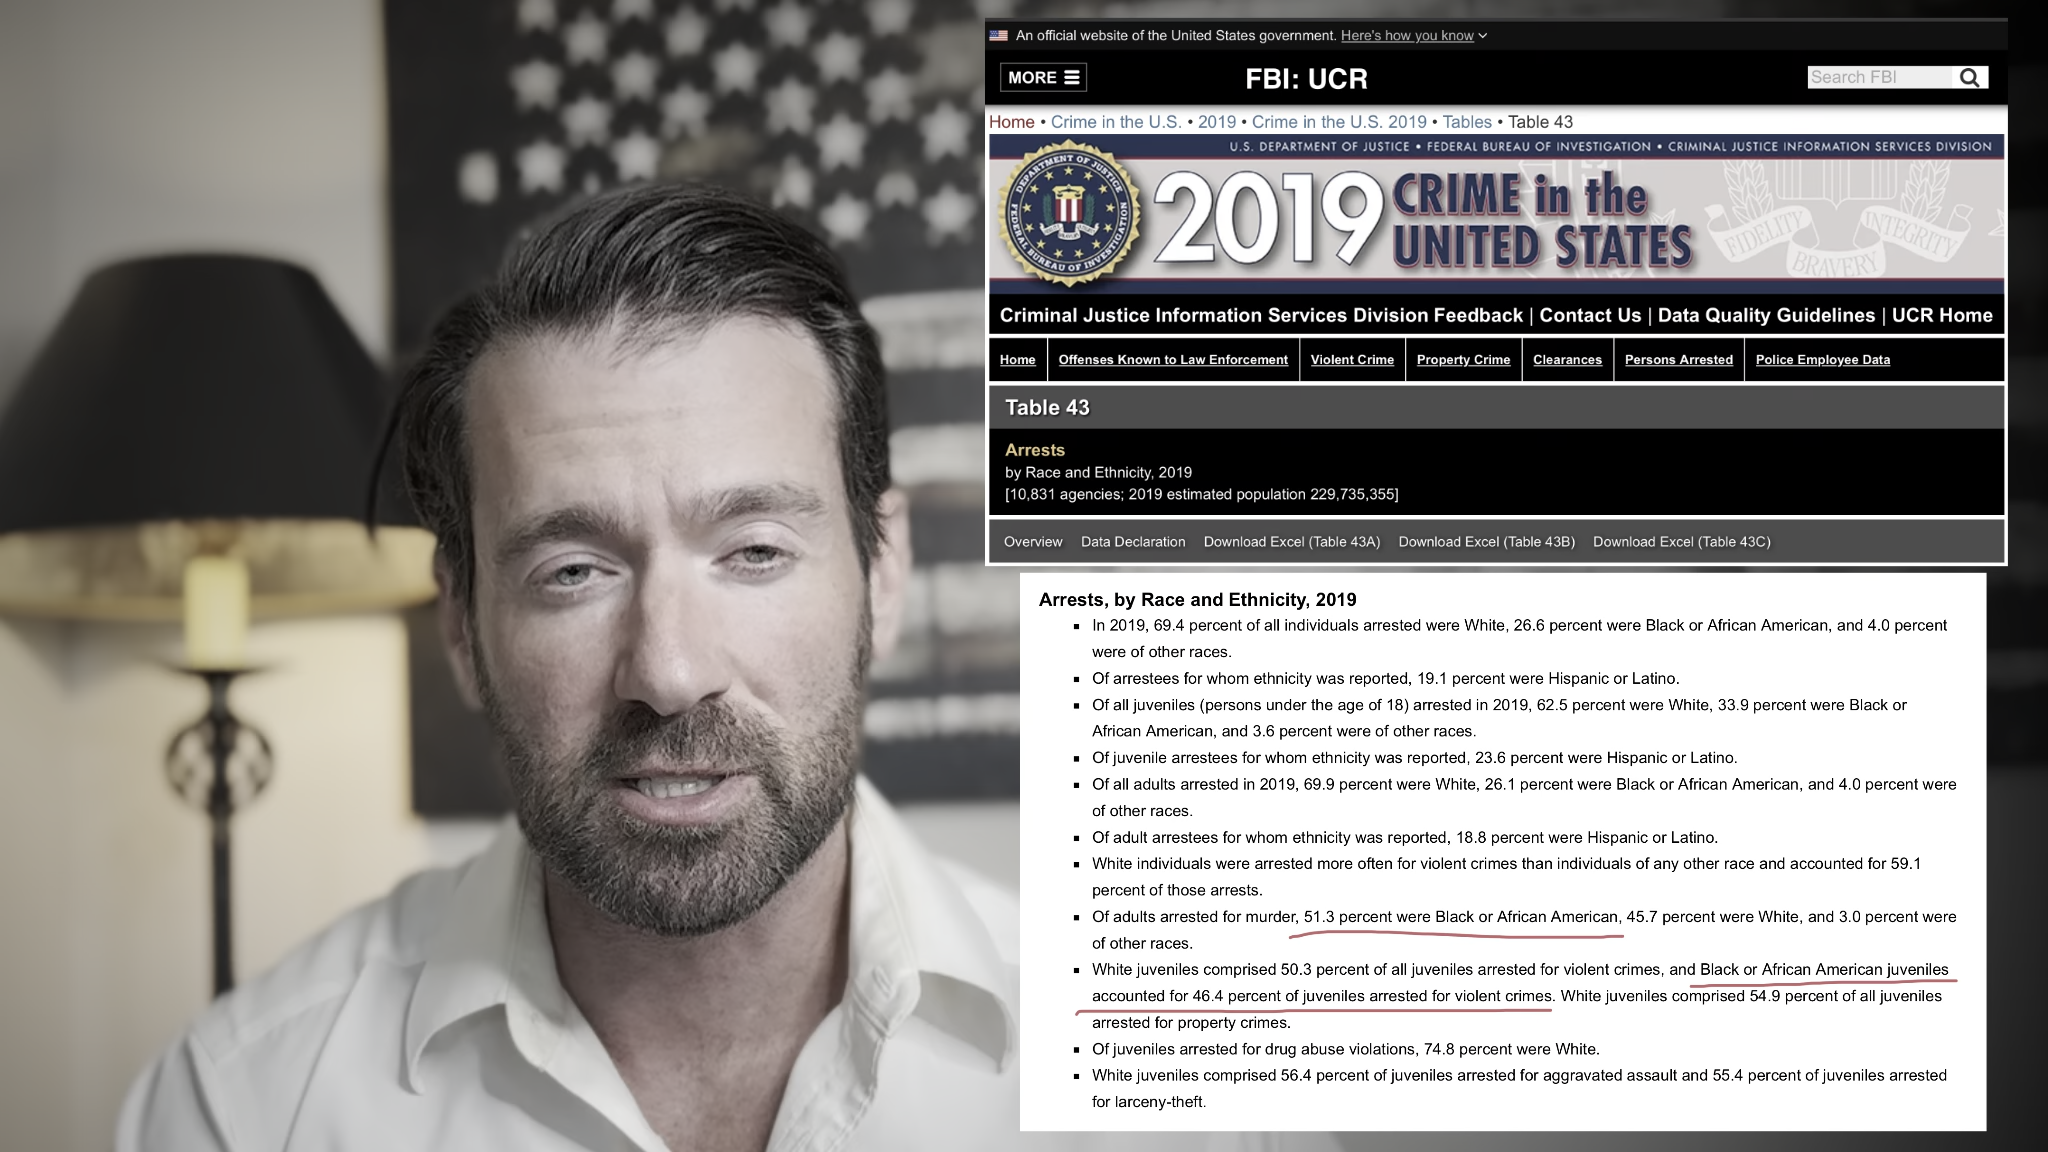 An official website of the United States government. Here's how you know
MORE
FBI: UCR
Search FBI
Home • Crime in the U.S. • 2019 • Crime in the U.S. 2019 • Tables • Table 43
U.S. DEPARTMENT OF JUSTICE • FEDERAL BUREAU OF INVESTIGATION • CRIMINAL JUSTICE INFORMATION SERVICES DIVISION
DEPARTMENT OF JUSTICE
FEDERAL BUREAU OF INVESTIGATION
2019
CRIME in the
UNITED STATES
FIDELITY
BRAVERY
INTEGRITY
Criminal Justice Information Services Division Feedback | Contact Us | Data Quality Guidelines | UCR Home
Home
Offenses Known to Law Enforcement
Violent Crime
Property Crime
Clearances
Persons Arrested
Police Employee Data
Table 43
Arrests
by Race and Ethnicity, 2019
[10,831 agencies; 2019 estimated population 229,735,355]
Overview
Data Declaration
Download Excel (Table 43A)
Download Excel (Table 43B)
Download Excel (Table 43C)
Arrests, by Race and Ethnicity, 2019
▪ In 2019, 69.4 percent of all individuals arrested were White, 26.6 percent were Black or African American, and 4.0 percent
were of other races.
▪ Of arrestees for whom ethnicity was reported, 19.1 percent were Hispanic or Latino.
▪ Of all juveniles (persons under the age of 18) arrested in 2019, 62.5 percent were White, 33.9 percent were Black or
African American, and 3.6 percent were of other races.
▪ Of juvenile arrestees for whom ethnicity was reported, 23.6 percent were Hispanic or Latino.
▪ Of all adults arrested in 2019, 69.9 percent were White, 26.1 percent were Black or African American, and 4.0 percent were
of other races.
▪ Of adult arrestees for whom ethnicity was reported, 18.8 percent were Hispanic or Latino.
▪ White individuals were arrested more often for violent crimes than individuals of any other race and accounted for 59.1
percent of those arrests.
▪ Of adults arrested for murder, 51.3 percent were Black or African American, 45.7 percent were White, and 3.0 percent were
of other races.
▪ White juveniles comprised 50.3 percent of all juveniles arrested for violent crimes, and Black or African American juveniles
accounted for 46.4 percent of juveniles arrested for violent crimes. White juveniles comprised 54.9 percent of all juveniles
arrested for property crimes.
▪ Of juveniles arrested for drug abuse violations, 74.8 percent were White.
▪ White juveniles comprised 56.4 percent of juveniles arrested for aggravated assault and 55.4 percent of juveniles arrested
for larceny-theft.